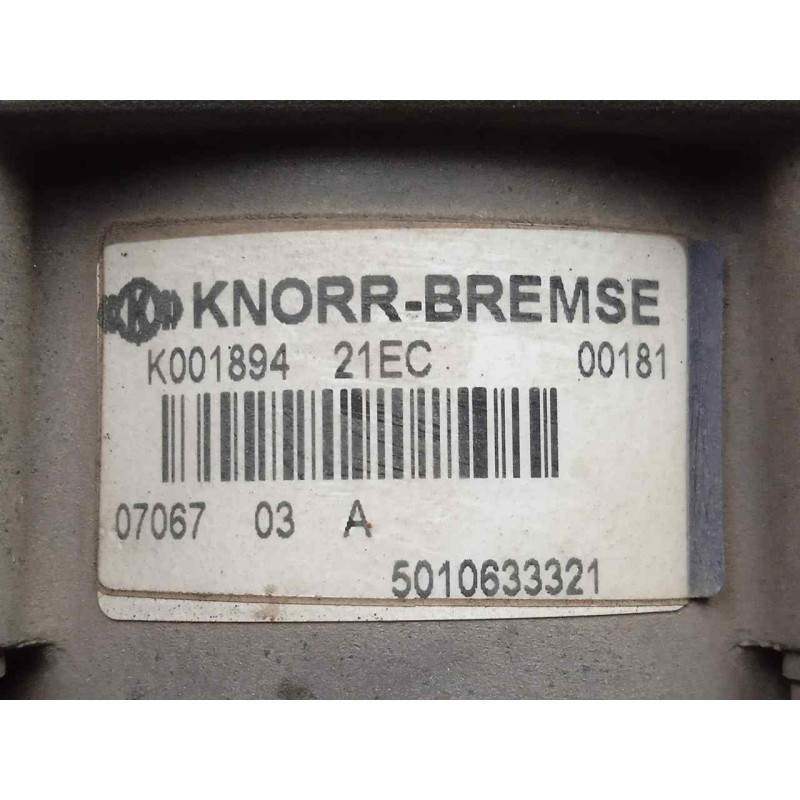 K KNORR-BREMSE
K001894 21EC 00181
07067 03 A
5010633321